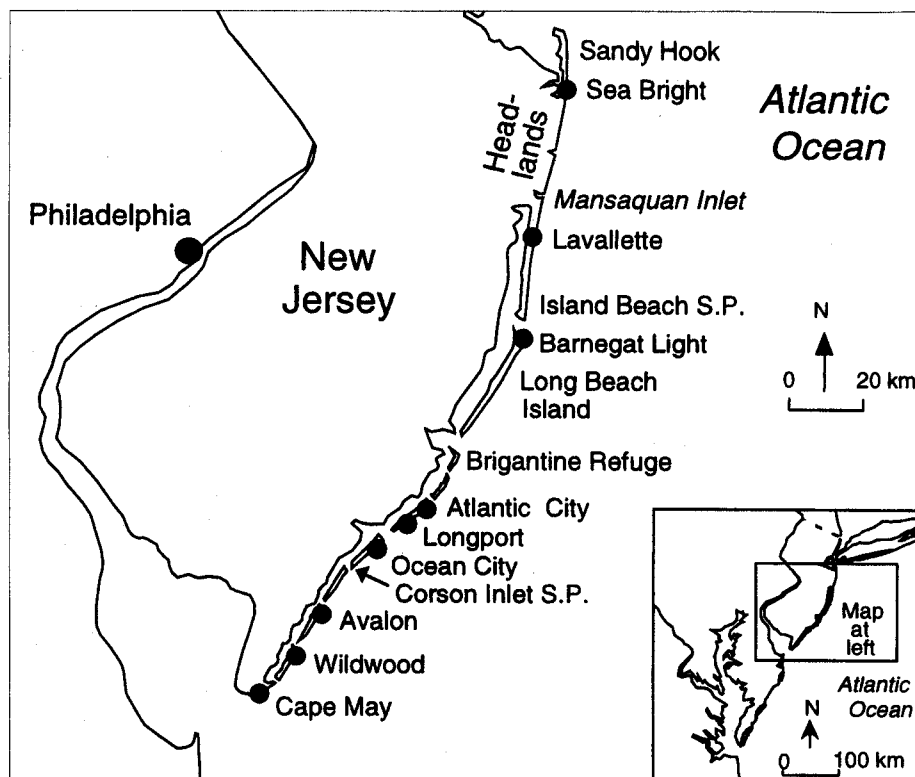 Sandy Hook
Sea Bright
Atlantic
Ocean
Head-
lands
Mansaquan Inlet
Philadelphia
Lavallette
New
Jersey
Island Beach S.P.
N
Barnegat Light
0 20 km
Long Beach
Island
Brigantine Refuge
Atlantic City
Longport
Ocean City
Corson Inlet S.P.
Avalon
Wildwood
Cape May
Map
at
left
Atlantic
Ocean
N
0 100 km